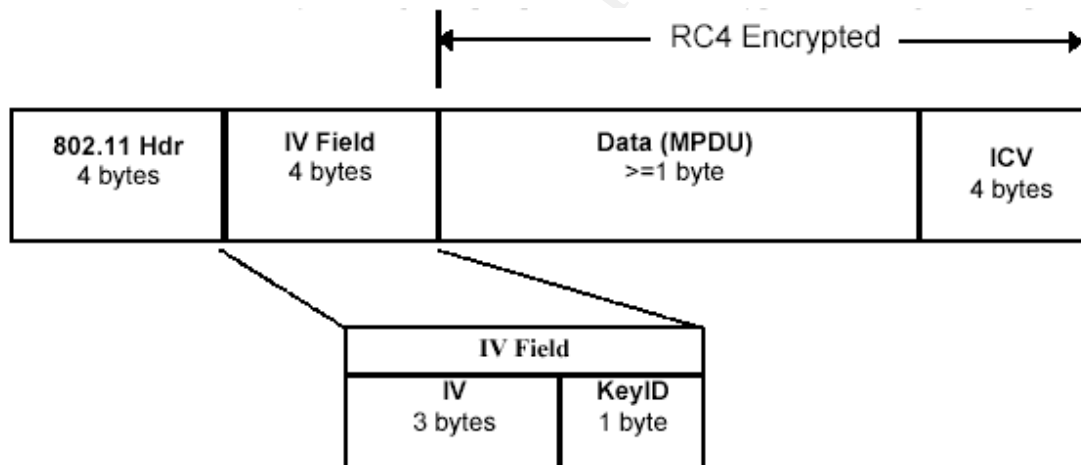 RC4 Encrypted
802.11 Hdr
4 bytes
IV Field
4 bytes
Data (MPDU)
>=1 byte
ICV
4 bytes
IV Field
IV
3 bytes
KeyID
1 byte